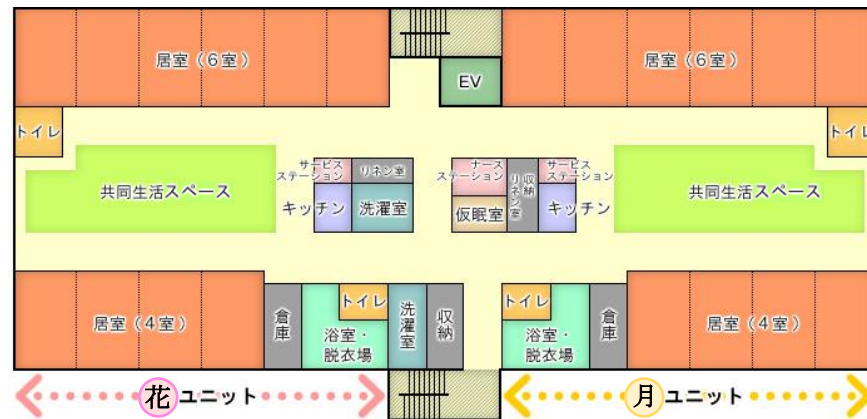 居室（6室）
居室（6室）
EV
トイレ
トイレ
サービス
ステーション
リネン室
ナース
ステーション
収納
リネン室
サービス
ステーション
共同生活スペース
キッチン
洗濯室
仮眠室
キッチン
共同生活スペース
居室（4室）
倉庫
トイレ
浴室・
脱衣場
洗濯室
収納
トイレ
浴室・
脱衣場
倉庫
居室（4室）
花ユニット
月ユニット